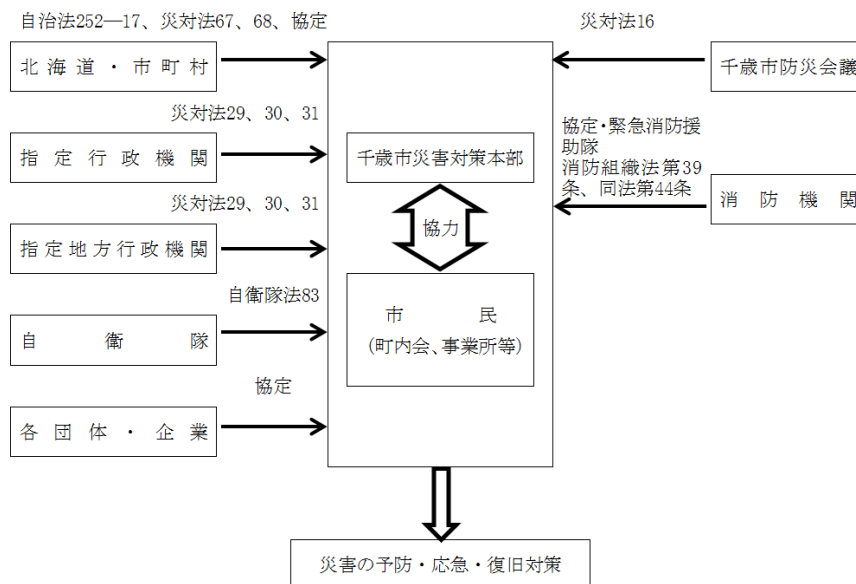 自治法252―17、災対法67、68、協定
災対法16
北海道・市町村
千歳市防災会議
災対法29、30、31
協定・緊急消防援
助隊
消防組織法第39
条、同法第44条
指定行政機関
千歳市災害対策本部
消防機関
災対法29、30、31
協力
指定地方行政機関
自衛隊法83
市民
(町内会、事業所等)
自衛隊
協定
各団体・企業
災害の予防・応急・復旧対策